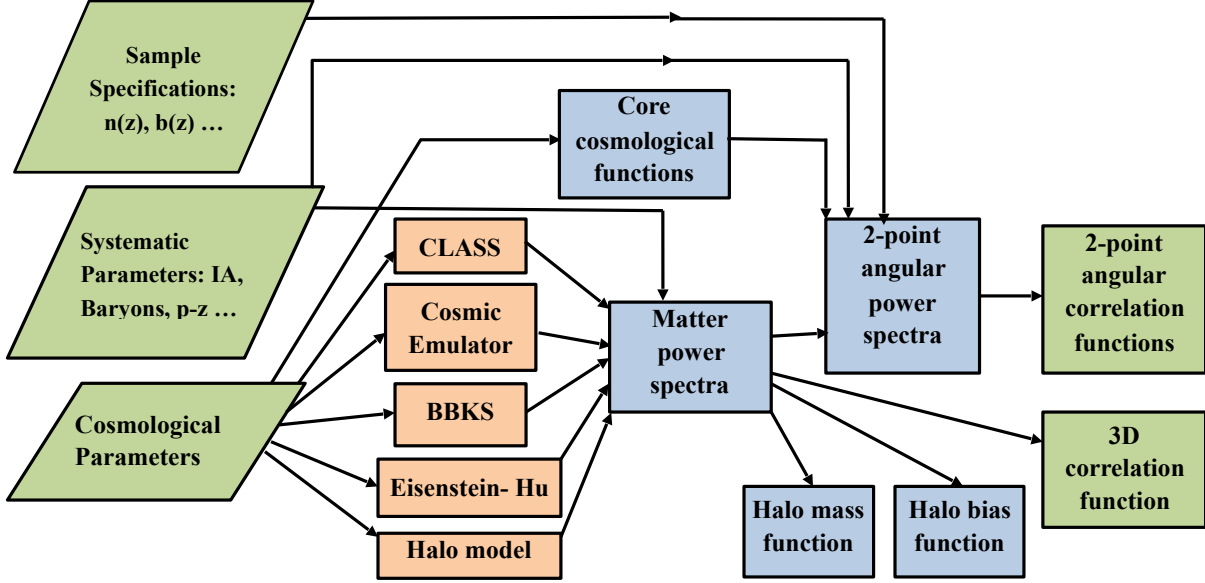 Sample
Specifications:
n(z), b(z) …
Systematic
Parameters: IA,
Baryons, p-z …
Cosmological
Parameters
CLASS
Cosmic
Emulator
BBKS
Eisenstein- Hu
Halo model
Core
cosmological
functions
Matter
power
spectra
2-point
angular
power
spectra
Halo mass
function
Halo bias
function
2-point
angular
correlation
functions
3D
correlation
function